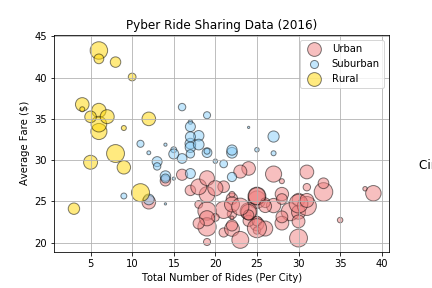 Pyber Ride Sharing Data (2016)
Urban
Suburban
Rural
45
40
35
30
25
20
Average Fare ($)
5
10
15
20
25
30
35
40
Total Number of Rides (Per City)
Ci